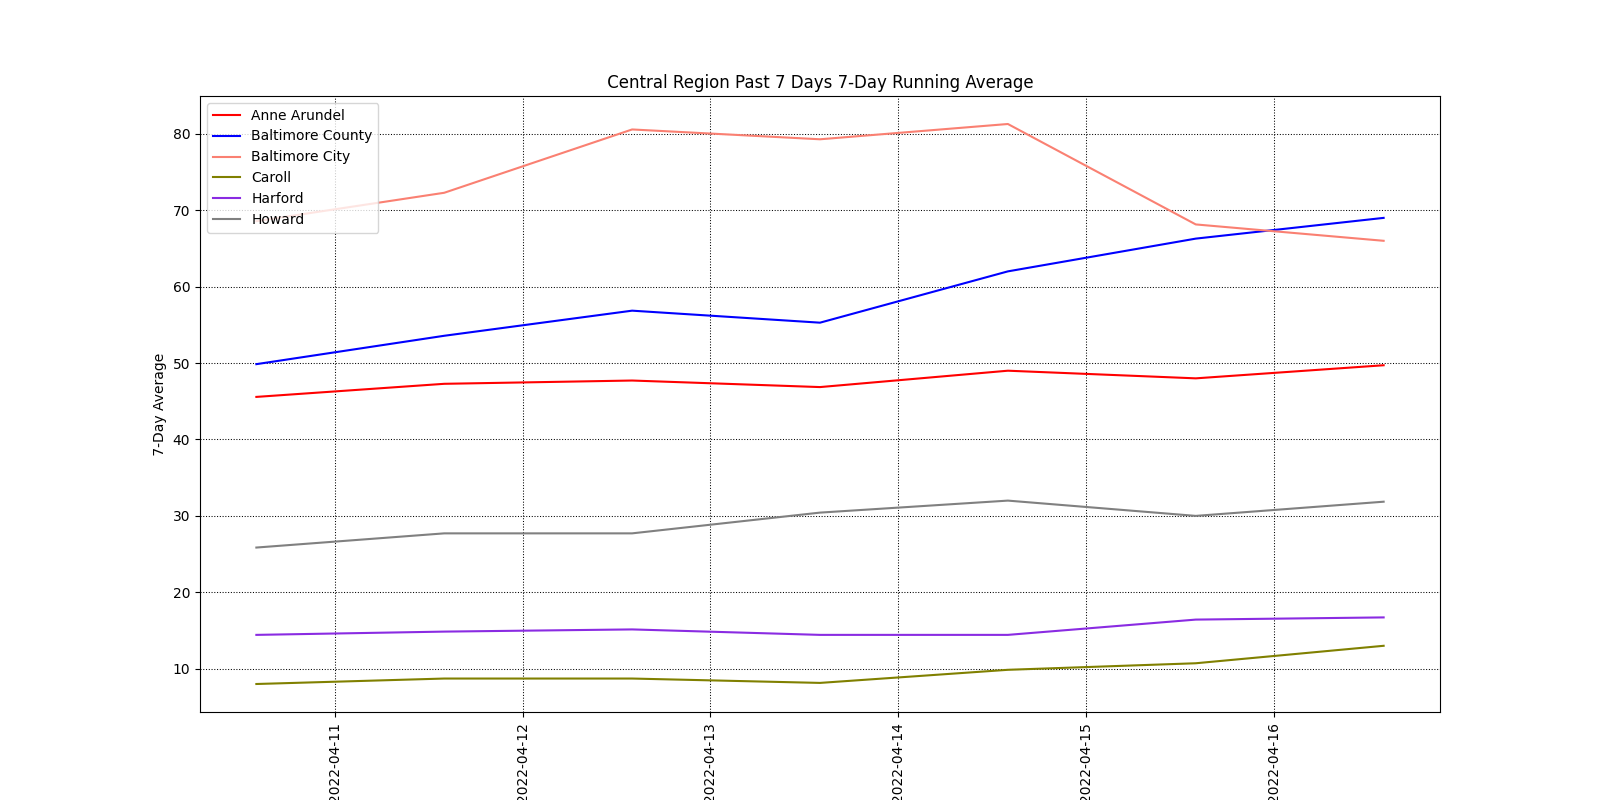 Central Region Past 7 Days 7-Day Running Average
Anne Arundel
Baltimore County
Baltimore City
Caroll
Harford
Howard
80
70
60
50
40
30
20
10
7-Day Average
2022-04-11
2022-04-12
2022-04-13
2022-04-14
2022-04-15
2022-04-16